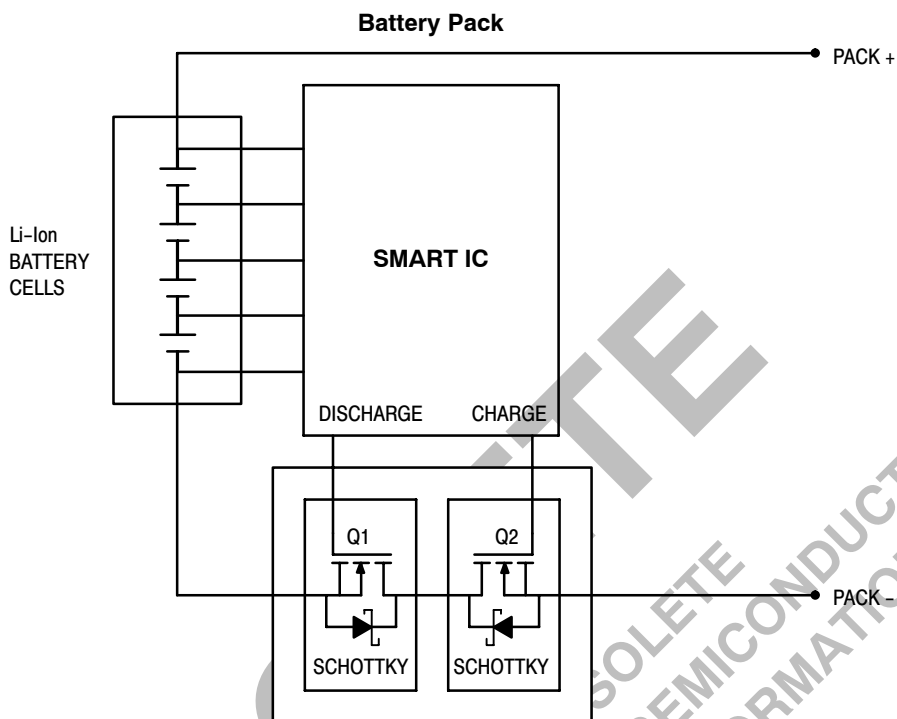 Battery Pack
PACK +
Li–Ion
BATTERY
CELLS
SMART IC
DISCHARGE
CHARGE
Q1
Q2
PACK –
SCHOTTKY
SCHOTTKY